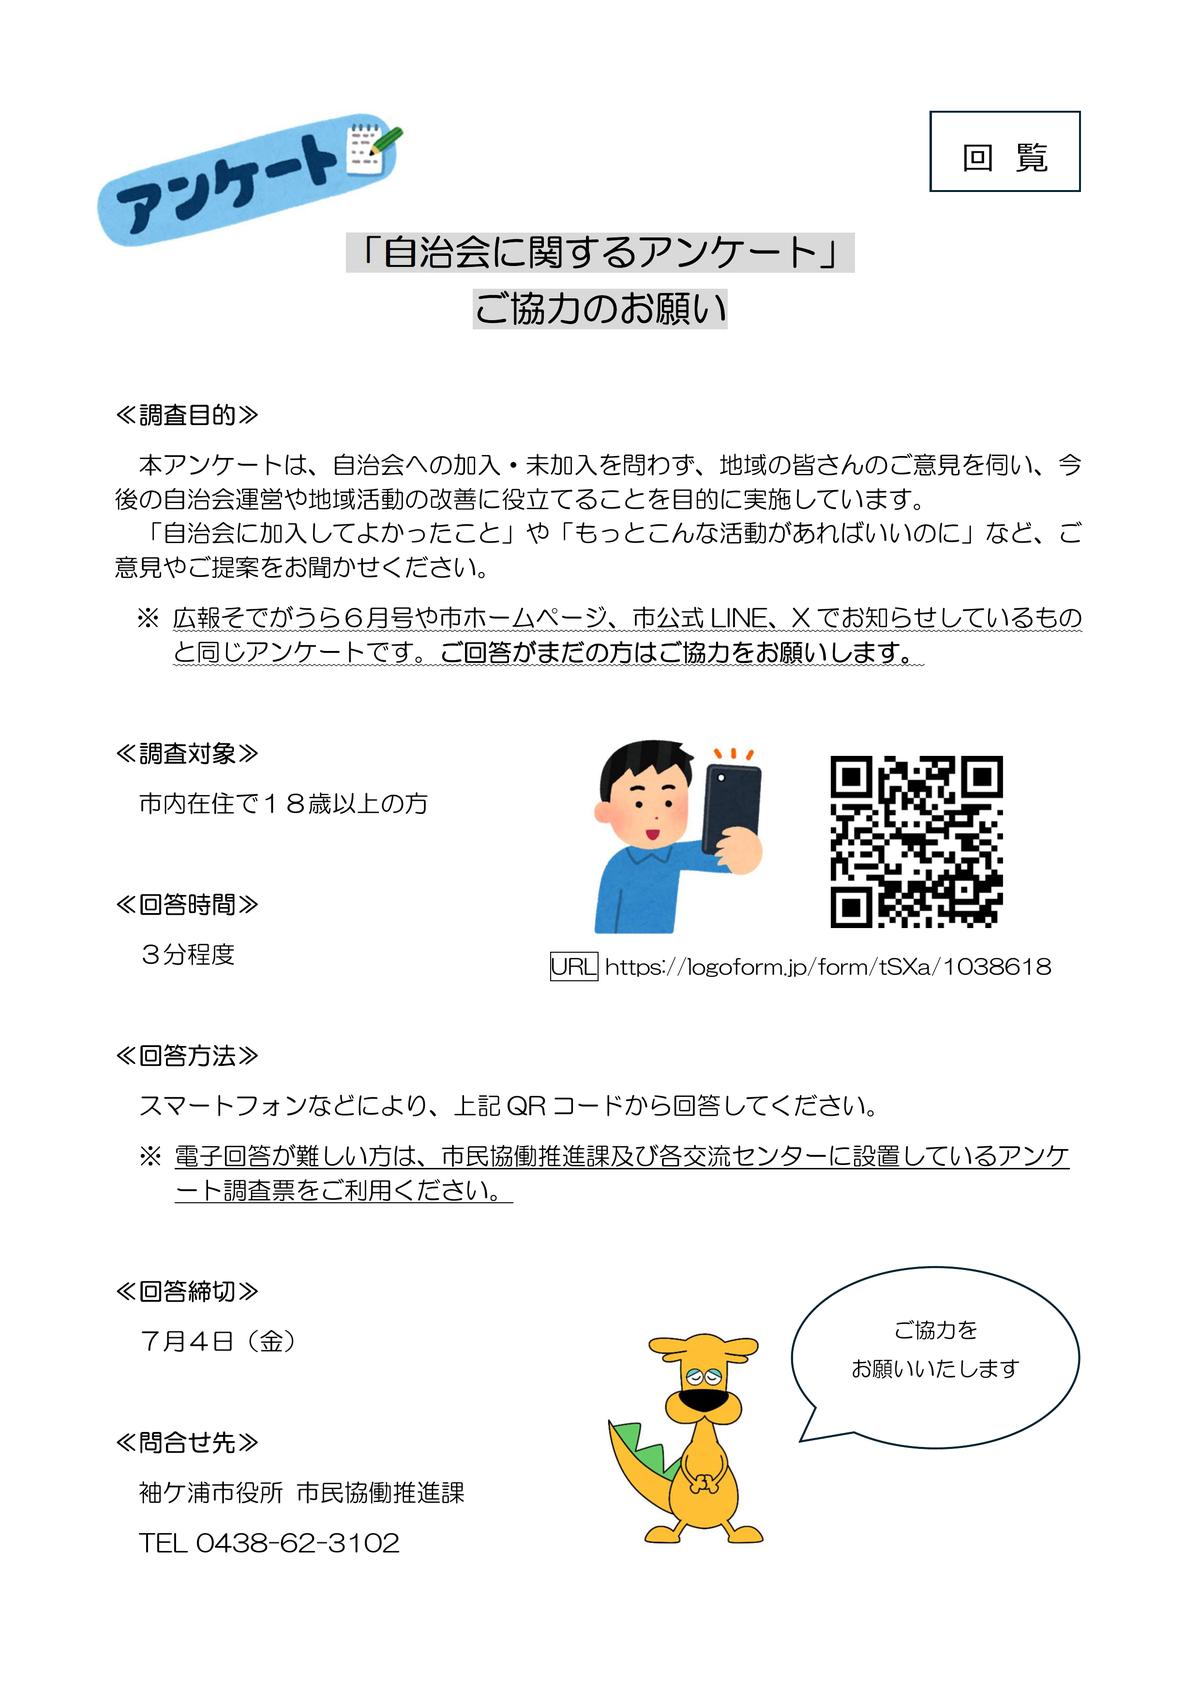 アンケート
回 覧
「自治会に関するアンケート」
ご協力のお願い
≪調査目的≫
本アンケートは、自治会への加入・未加入を問わず、地域の皆さんのご意見を伺い、今
後の自治会運営や地域活動の改善に役立てることを目的に実施しています。
「自治会に加入してよかったこと」や「もっとこんな活動があればいいのに」など、ご
意見やご提案をお聞かせください。
※ 広報そでがうら６月号や市ホームページ、市公式 LINE、X でお知らせしているもの
と同じアンケートです。ご回答がまだの方はご協力をお願いします。
≪調査対象≫
市内在住で１８歳以上の方
≪回答時間≫
３分程度
URL https://logoform.jp/form/tSXa/1038618
≪回答方法≫
スマートフォンなどにより、上記 QR コードから回答してください。
※ 電子回答が難しい方は、市民協働推進課及び各交流センターに設置しているアンケ
ート調査票をご利用ください。
≪回答締切≫
７月４日（金）
ご協力を
お願いいたします
≪問合せ先≫
袖ケ浦市役所 市民協働推進課
TEL 0438-62-3102